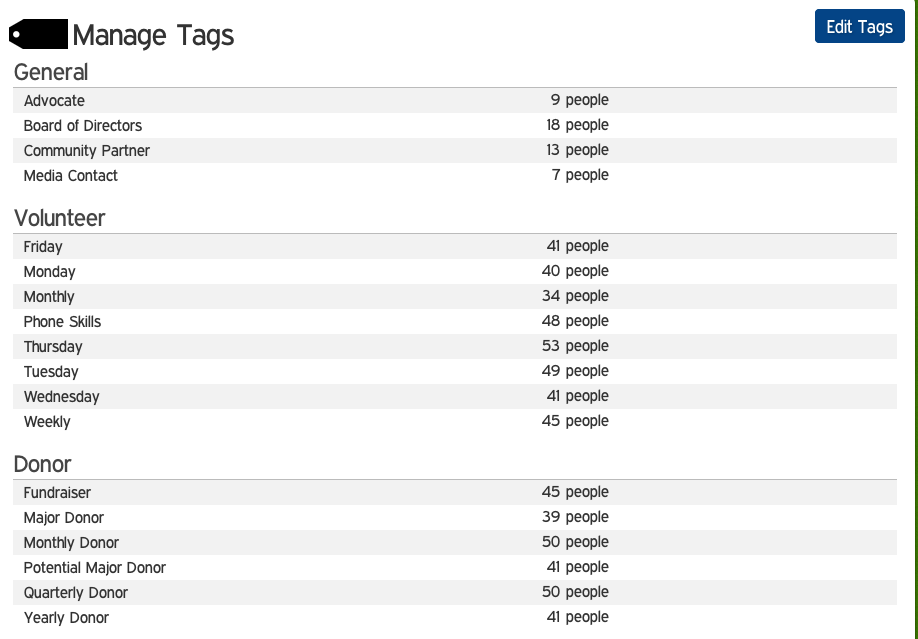 Manage Tags
Edit Tags
General
Advocate 9 people
Board of Directors 18 people
Community Partner 13 people
Media Contact 7 people
Volunteer
Friday 41 people
Monday 40 people
Monthly 34 people
Phone Skills 48 people
Thursday 53 people
Tuesday 49 people
Wednesday 41 people
Weekly 45 people
Donor
Fundraiser 45 people
Major Donor 39 people
Monthly Donor 50 people
Potential Major Donor 41 people
Quarterly Donor 50 people
Yearly Donor 41 people